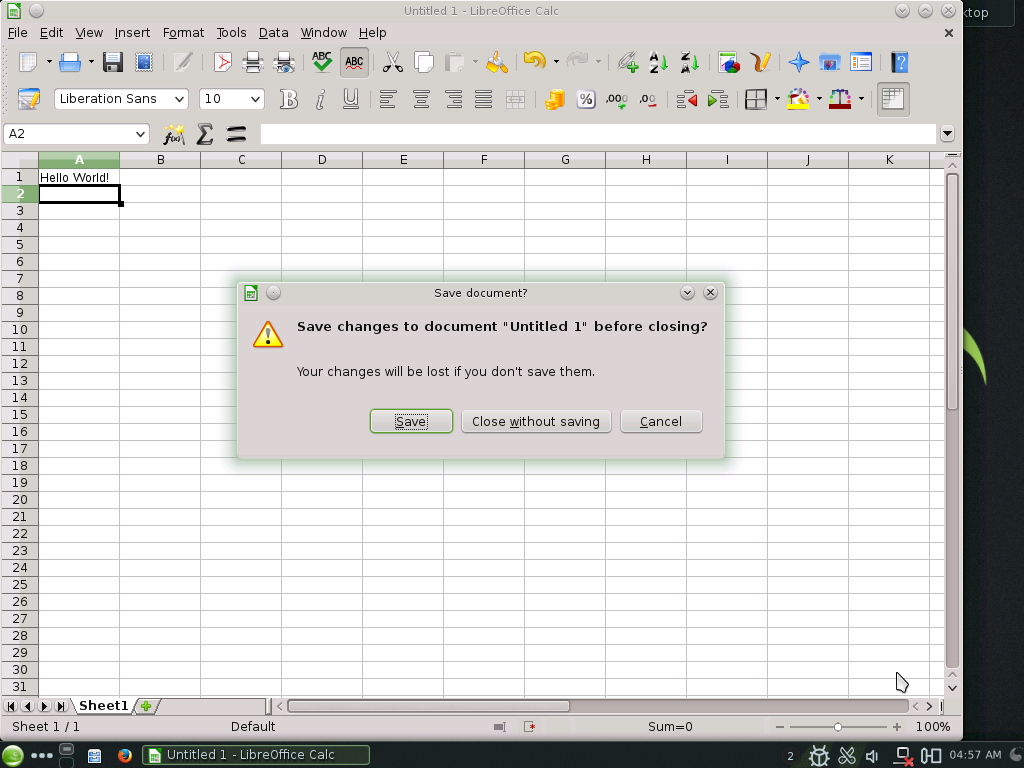 Untitled 1 - LibreOffice Calc
ktop
File Edit View Insert Format Tools Data Window Help
ABC ABC
Liberation Sans 10
A2
A B C D E F G H I J K
1 Hello World!
2
3
4
5
6
7
8
9
10
11
12
13
14
15
16
17
18
19
20
21
22
23
24
25
26
27
28
29
30
31
Save document?
Save changes to document "Untitled 1" before closing?
Your changes will be lost if you don't save them.
Save Close without saving Cancel
Sheet1
Sheet 1 / 1 Default Sum=0 100%
Untitled 1 - LibreOffice Calc 2 04:57 AM